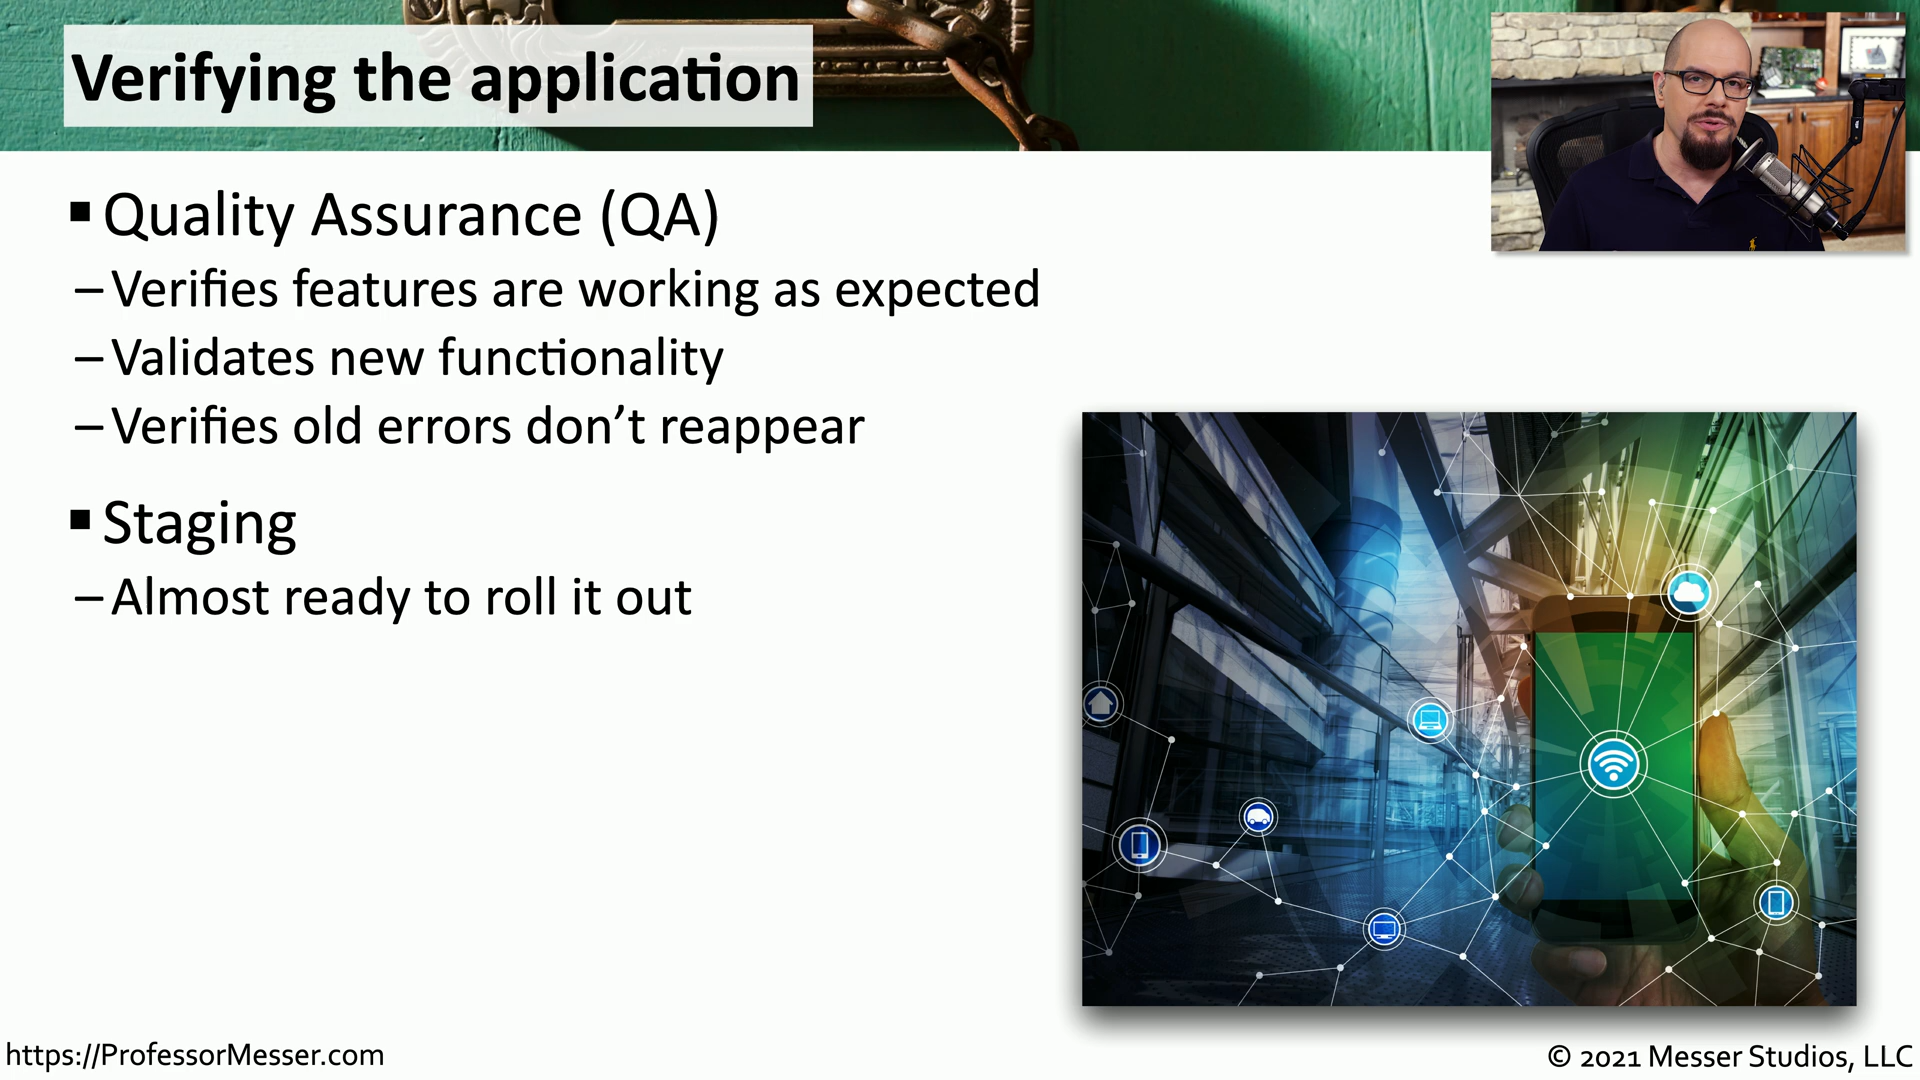 Verifying the application
▪ Quality Assurance (QA)
– Verifies features are working as expected
– Validates new functionality
– Verifies old errors don’t reappear
▪ Staging
– Almost ready to roll it out
https://ProfessorMesser.com
© 2021 Messer Studios, LLC